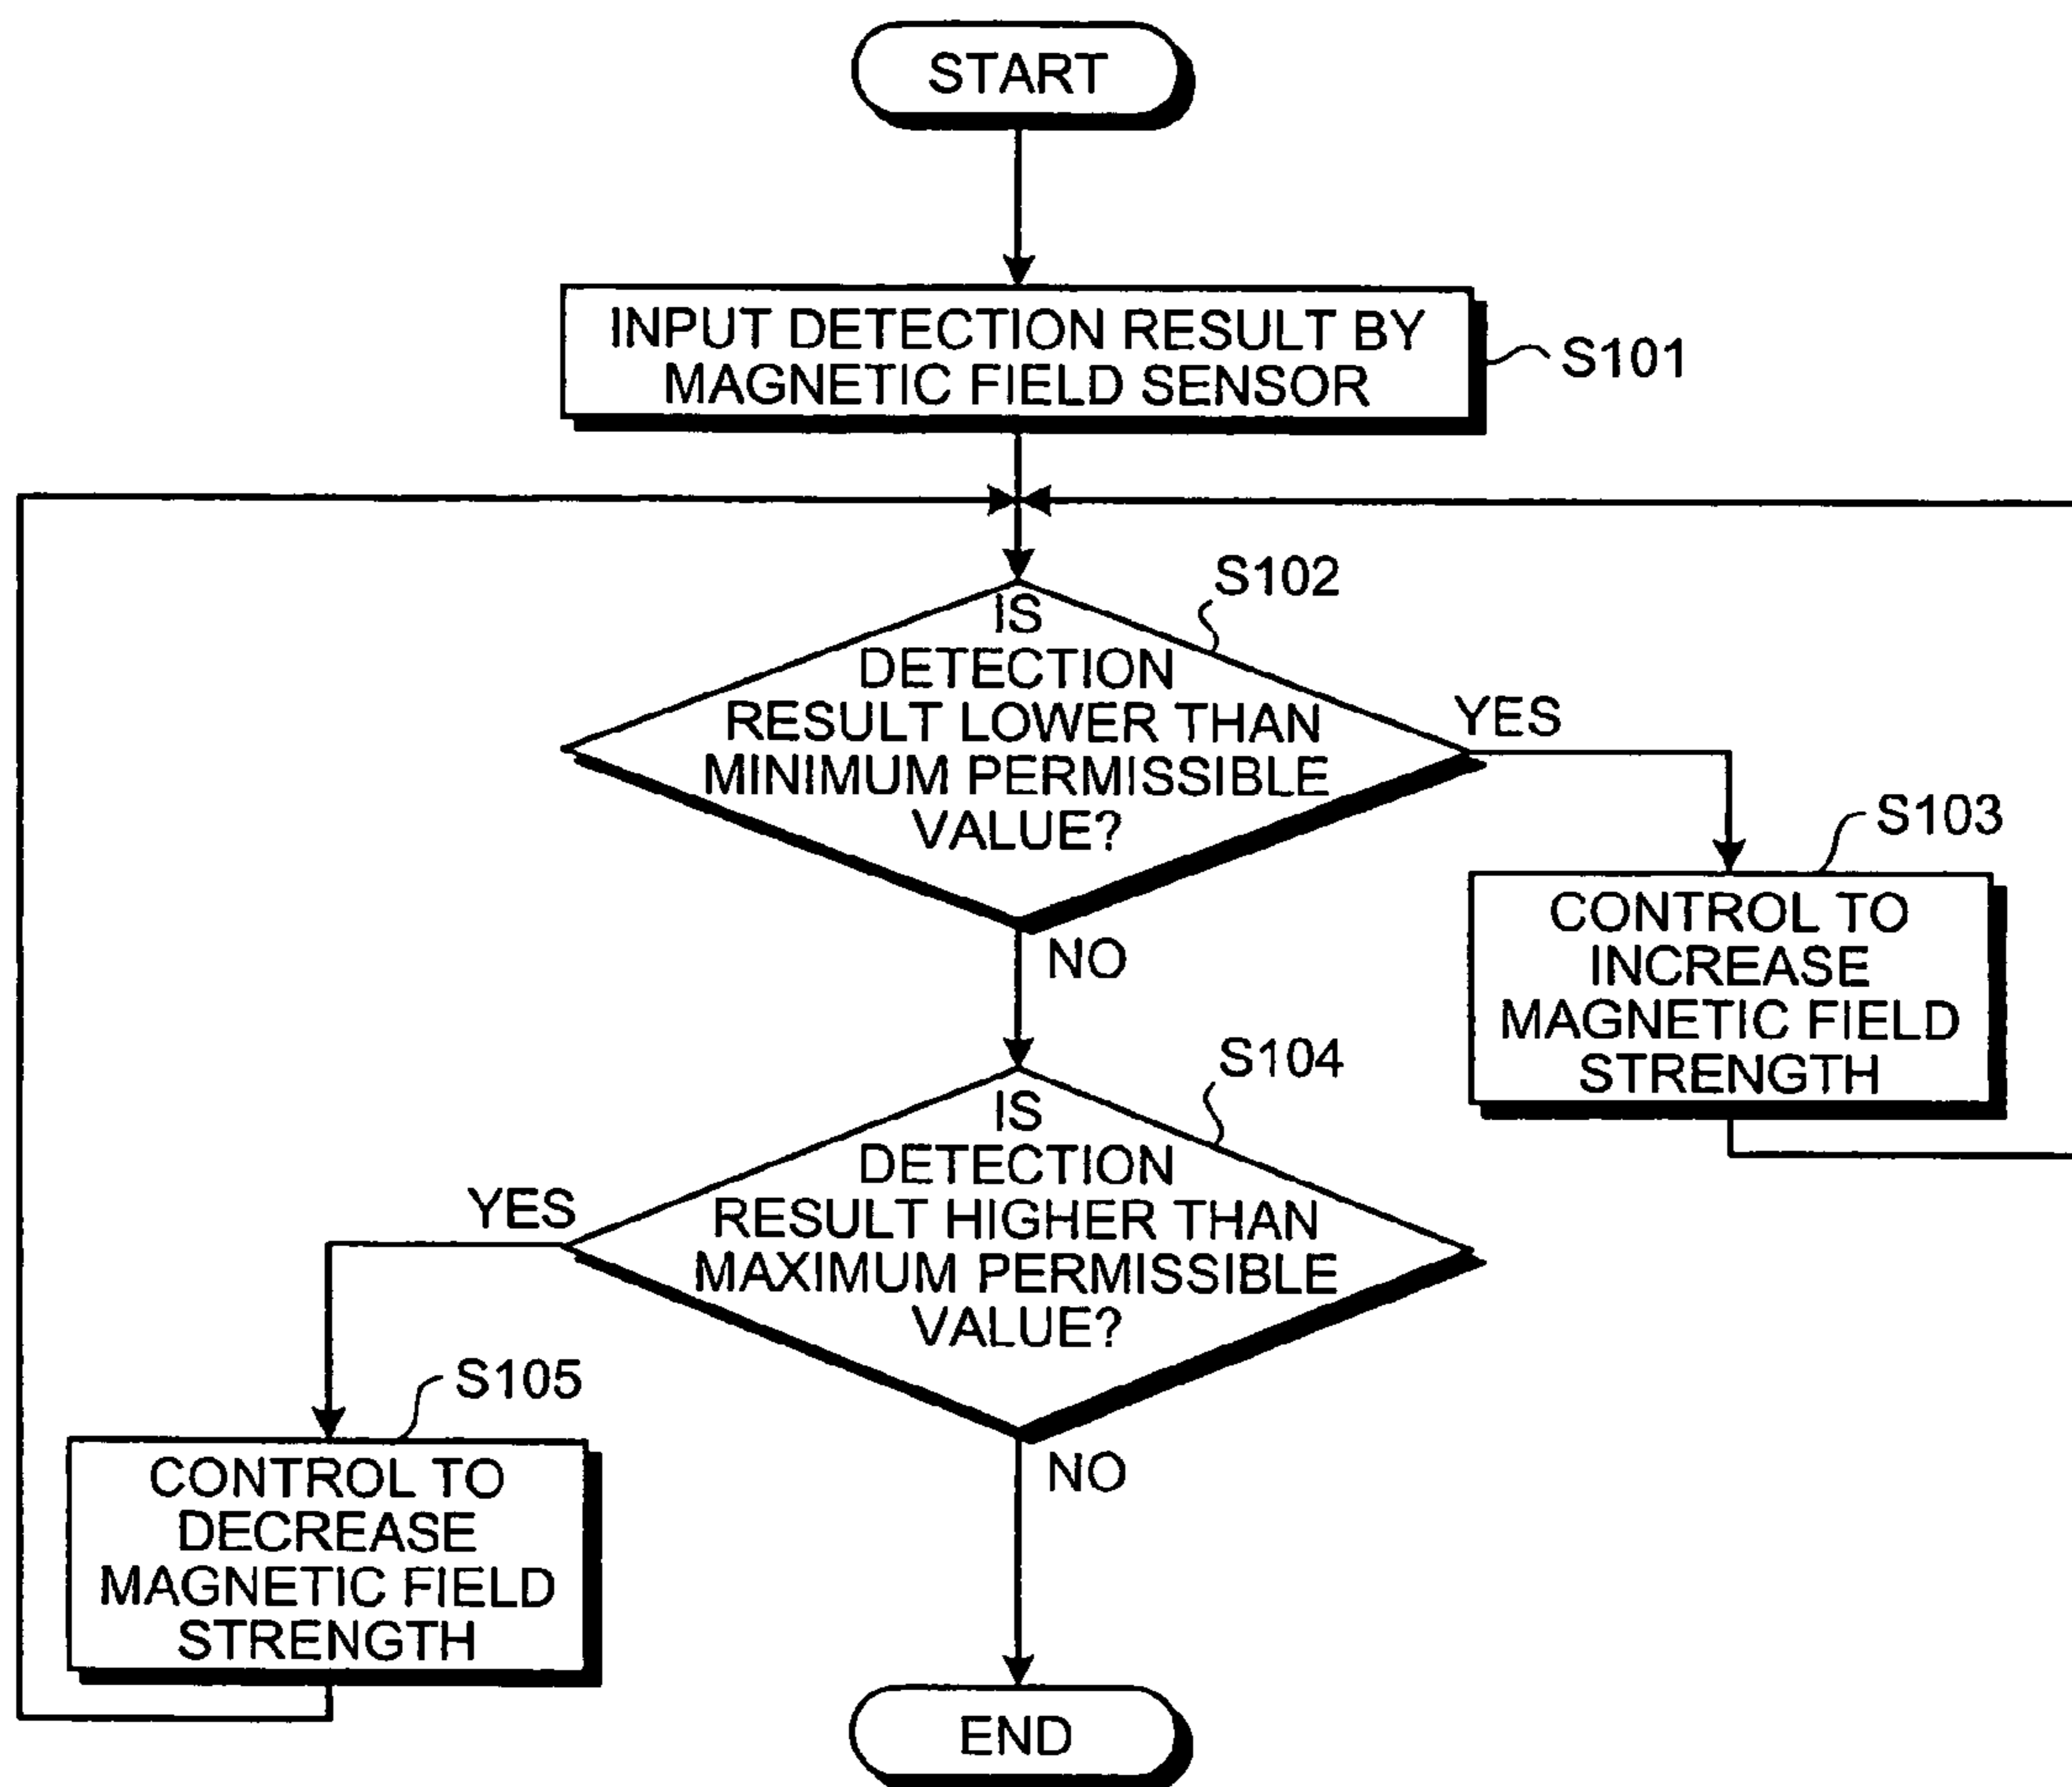 START
INPUT DETECTION RESULT BY
MAGNETIC FIELD SENSOR
S101
S102
IS
DETECTION
RESULT LOWER THAN
MINIMUM PERMISSIBLE
VALUE?
YES
NO
S103
CONTROL TO
INCREASE
MAGNETIC FIELD
STRENGTH
S104
IS
DETECTION
RESULT HIGHER THAN
MAXIMUM PERMISSIBLE
VALUE?
YES
NO
S105
CONTROL TO
DECREASE
MAGNETIC FIELD
STRENGTH
END